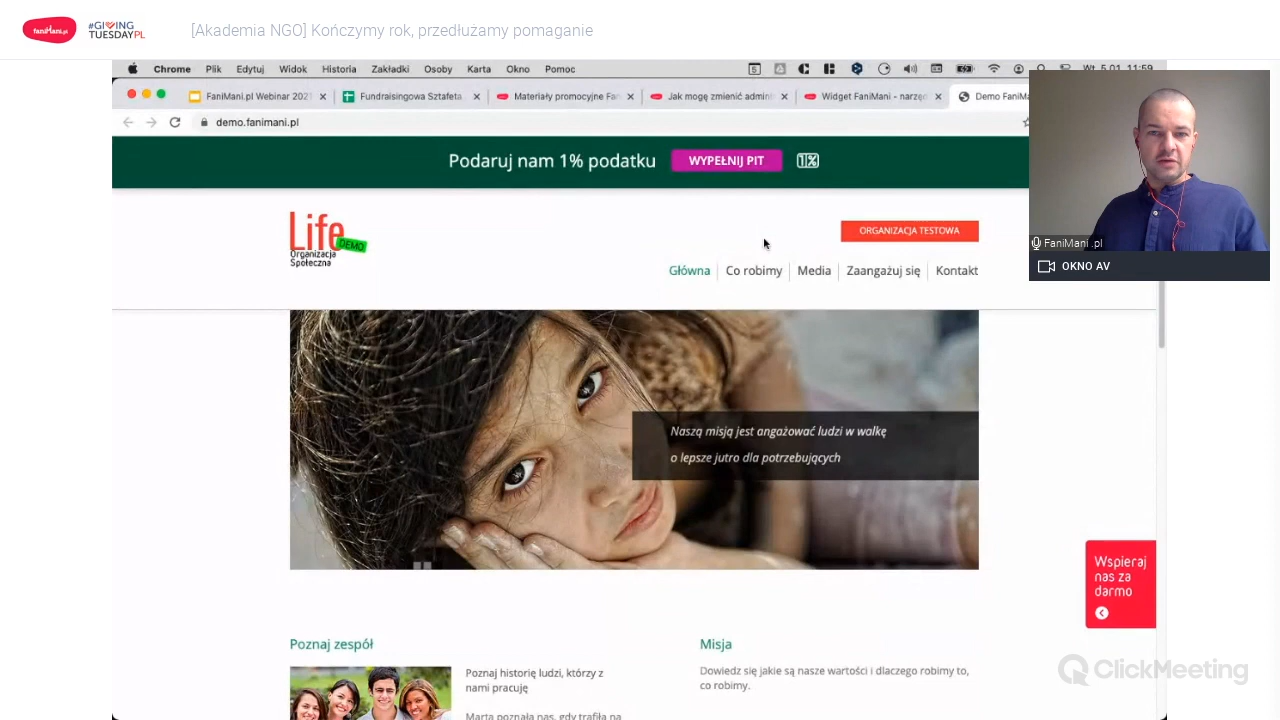 faniMani.pl
#GIVING
TUESDAYPL
[Akademia NGO] Kończymy rok, przedłużamy pomaganie
Chrome Plik Edytuj Widok Historia Zakładki Osoby Karta Okno Pomoc
Wt. 5.01 11:59
FaniMani.pl Webinar 2021
Fundraisingowa Sztafeta
Materiały promocyjne Fan
Jak mogę zmienić admini
Widget FaniMani - narzęd
Demo FaniMa
demo.fanimani.pl
Podaruj nam 1% podatku
WYPEŁNIJ PIT
1%
Life
DEMO
Organizacja
Społeczna
ORGANIZACJA TESTOWA
Główna
Co robimy
Media
Zaangażuj się
Kontakt
FaniMani .pl
OKNO AV
Naszą misją jest angażować ludzi w walkę
o lepsze jutro dla potrzebujących
Wspieraj
nas za
darmo
Poznaj zespół
Poznaj historię ludzi, którzy z
nami pracuję
Marta poznała nas, gdy trafiła na
Misja
Dowiedz się jakie są nasze wartości i dlaczego robimy to,
co robimy.
ClickMeeting